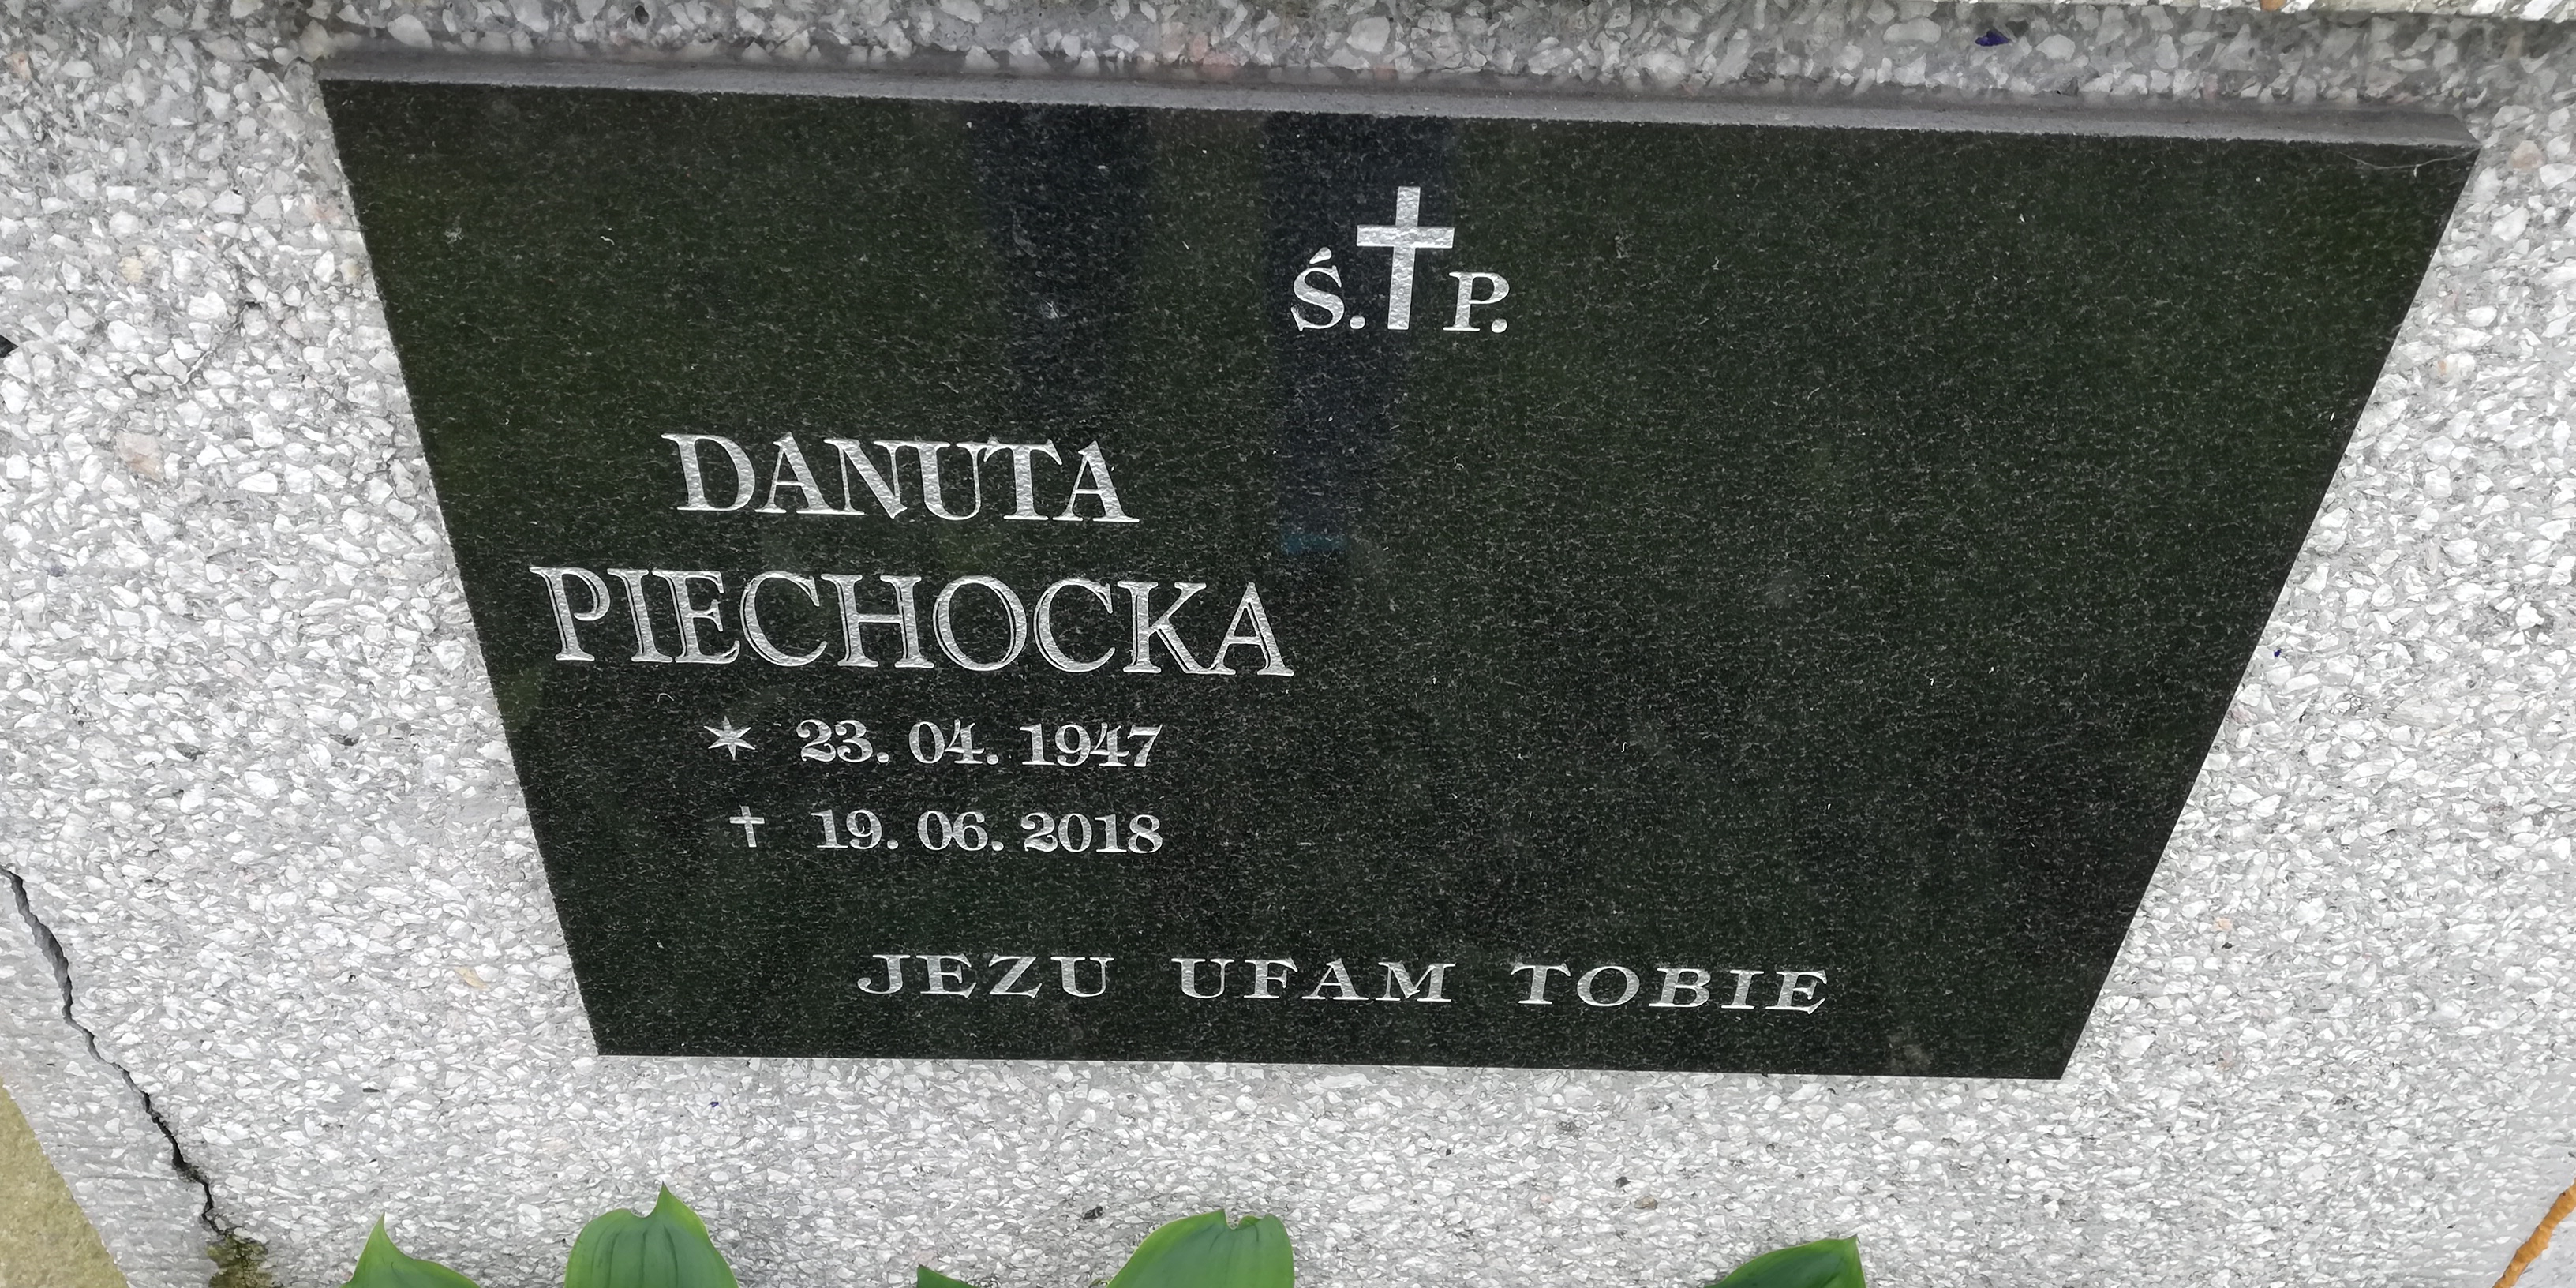 Ś.✝P.
DANUTA
PIECHOCKA
✶ 23. 04. 1947
✝ 19. 06. 2018
JEZU UFAM TOBIE